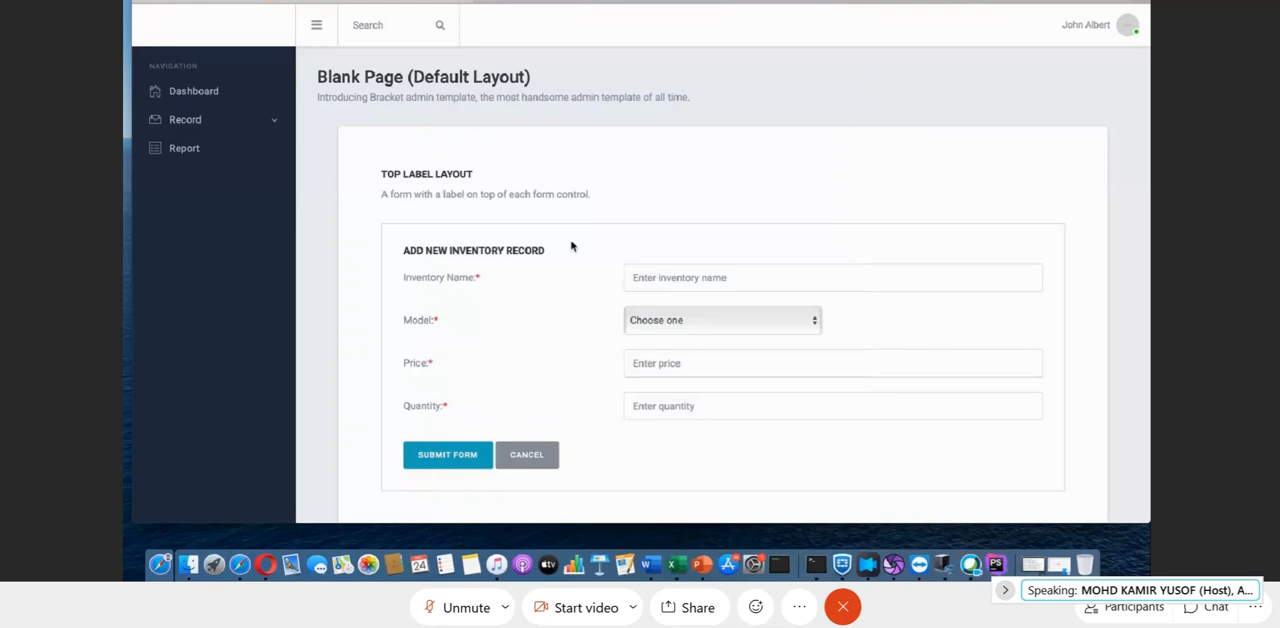 Search
John Albert
NAVIGATION
Dashboard
Record
Report
Blank Page (Default Layout)
Introducing Bracket admin template, the most handsome admin template of all time.
TOP LABEL LAYOUT
A form with a label on top of each form control.
ADD NEW INVENTORY RECORD
Inventory Name:*
Enter inventory name
Model:*
Choose one
Price:*
Enter price
Quantity:*
Enter quantity
SUBMIT FORM
CANCEL
24
tv
W
X
P
PS
Speaking: MOHD KAMIR YUSOF (Host), A...
Unmute
Start video
Share
Participants
Chat